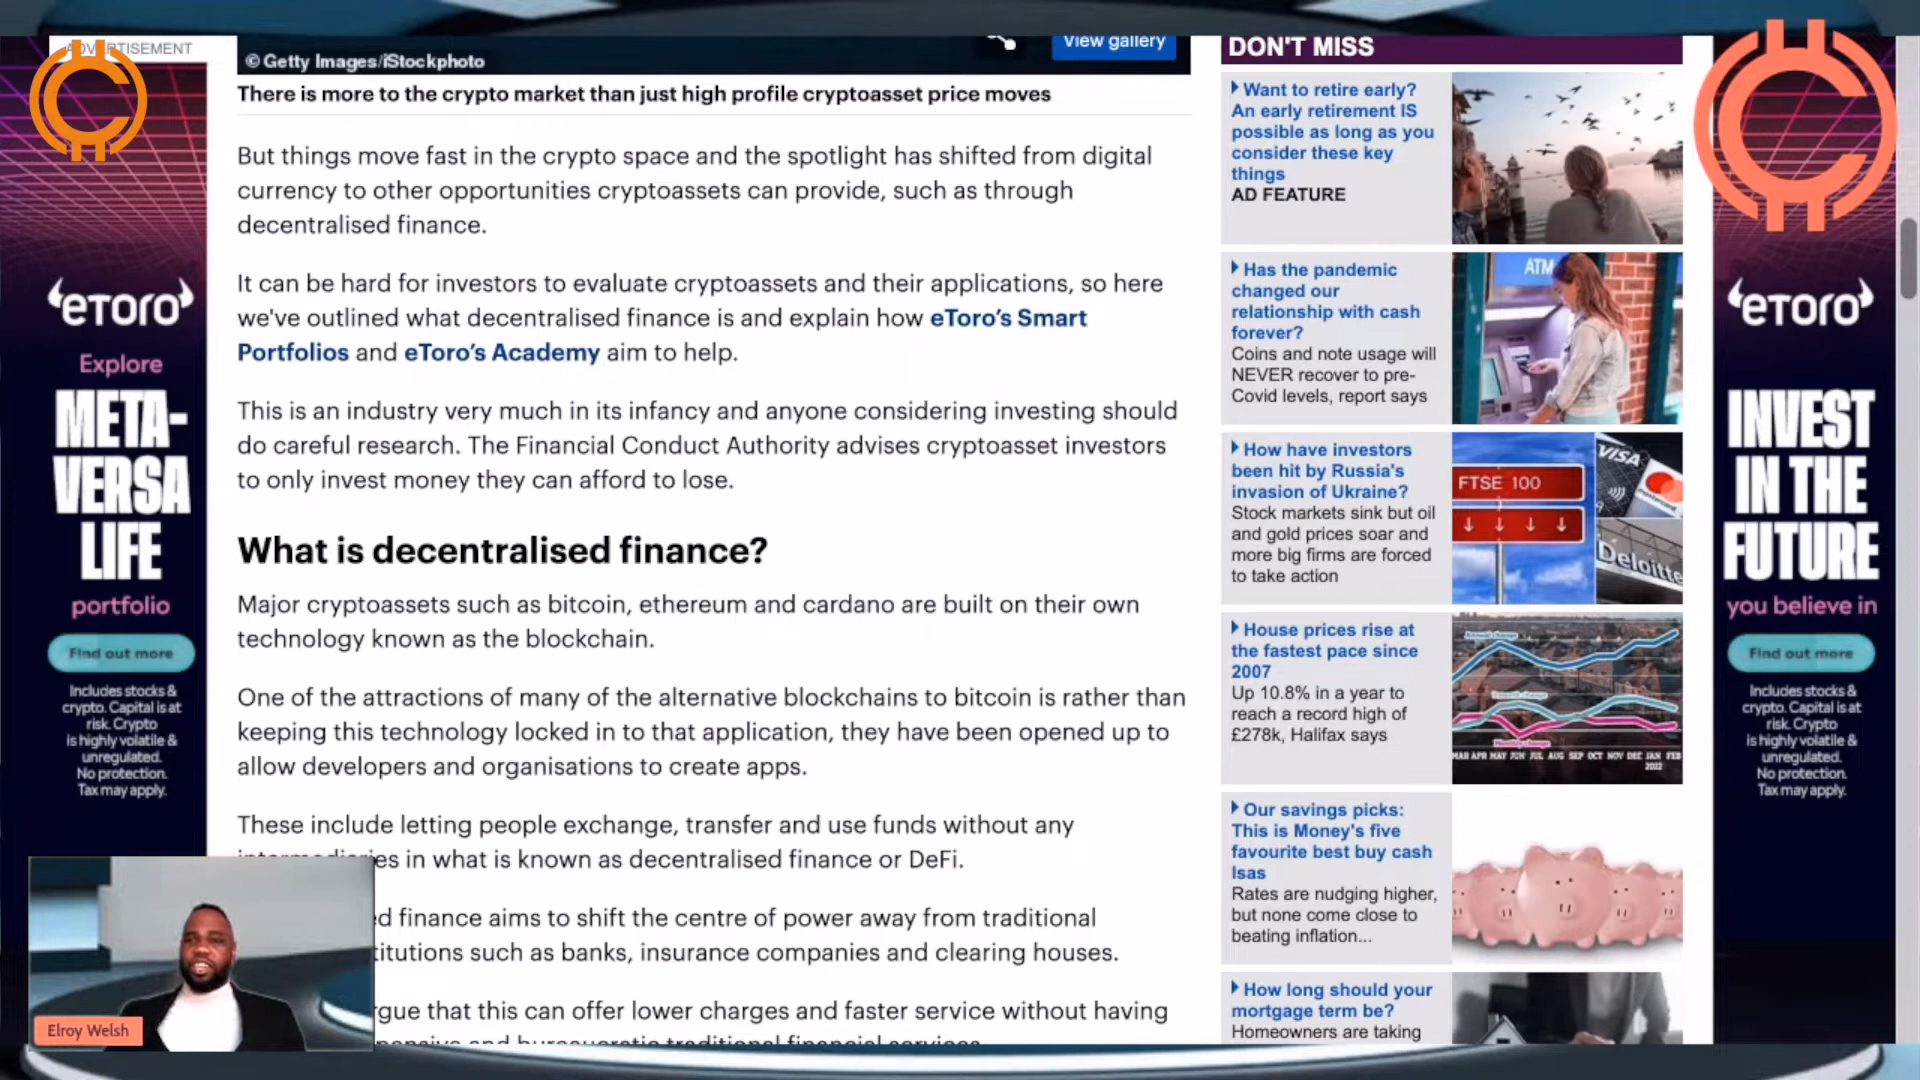 ADVERTISEMENT
© Getty Images/iStockphoto
View gallery
There is more to the crypto market than just high profile cryptoasset price moves
But things move fast in the crypto space and the spotlight has shifted from digital
currency to other opportunities cryptoassets can provide, such as through
decentralised finance.
It can be hard for investors to evaluate cryptoassets and their applications, so here
we've outlined what decentralised finance is and explain how eToro's Smart
Portfolios and eToro's Academy aim to help.
This is an industry very much in its infancy and anyone considering investing should
do careful research. The Financial Conduct Authority advises cryptoasset investors
to only invest money they can afford to lose.
What is decentralised finance?
Major cryptoassets such as bitcoin, ethereum and cardano are built on their own
technology known as the blockchain.
One of the attractions of many of the alternative blockchains to bitcoin is rather than
keeping this technology locked in to that application, they have been opened up to
allow developers and organisations to create apps.
These include letting people exchange, transfer and use funds without any
in what is known as decentralised finance or DeFi.
finance aims to shift the centre of power away from traditional
such as banks, insurance companies and clearing houses.
that this can offer lower charges and faster service without having
and bureaucratic traditional financial services
eTORO
Explore
META-
VERSA
LIFE
portfolio
Find out more
Includes stocks &
crypto. Capital is at
risk. Crypto
is highly volatile &
unregulated.
No protection.
Tax may apply.
Elroy Welsh
DON'T MISS
Want to retire early?
An early retirement IS
possible as long as you
consider these key
things
AD FEATURE
Has the pandemic
changed our
relationship with cash
forever?
Coins and note usage will
NEVER recover to pre-
Covid levels, report says
ATM
How have investors
been hit by Russia's
invasion of Ukraine?
Stock markets sink but oil
and gold prices soar and
more big firms are forced
to take action
FTSE 100
VISA
Deloitte
House prices rise at
the fastest pace since
2007
Up 10.8% in a year to
reach a record high of
£278k, Halifax says
MAR APR MAY JUN JUL AUG SEP OCT NOV DEC JAN FEB
2022
Our savings picks:
This is Money's five
favourite best buy cash
Isas
Rates are nudging higher,
but none come close to
beating inflation...
How long should your
mortgage term be?
Homeowners are taking
eTORO
INVEST
IN THE
FUTURE
you believe in
Find out more
Includes stocks &
crypto. Capital is at
risk. Crypto
is highly volatile &
unregulated.
No protection.
Tax may apply.